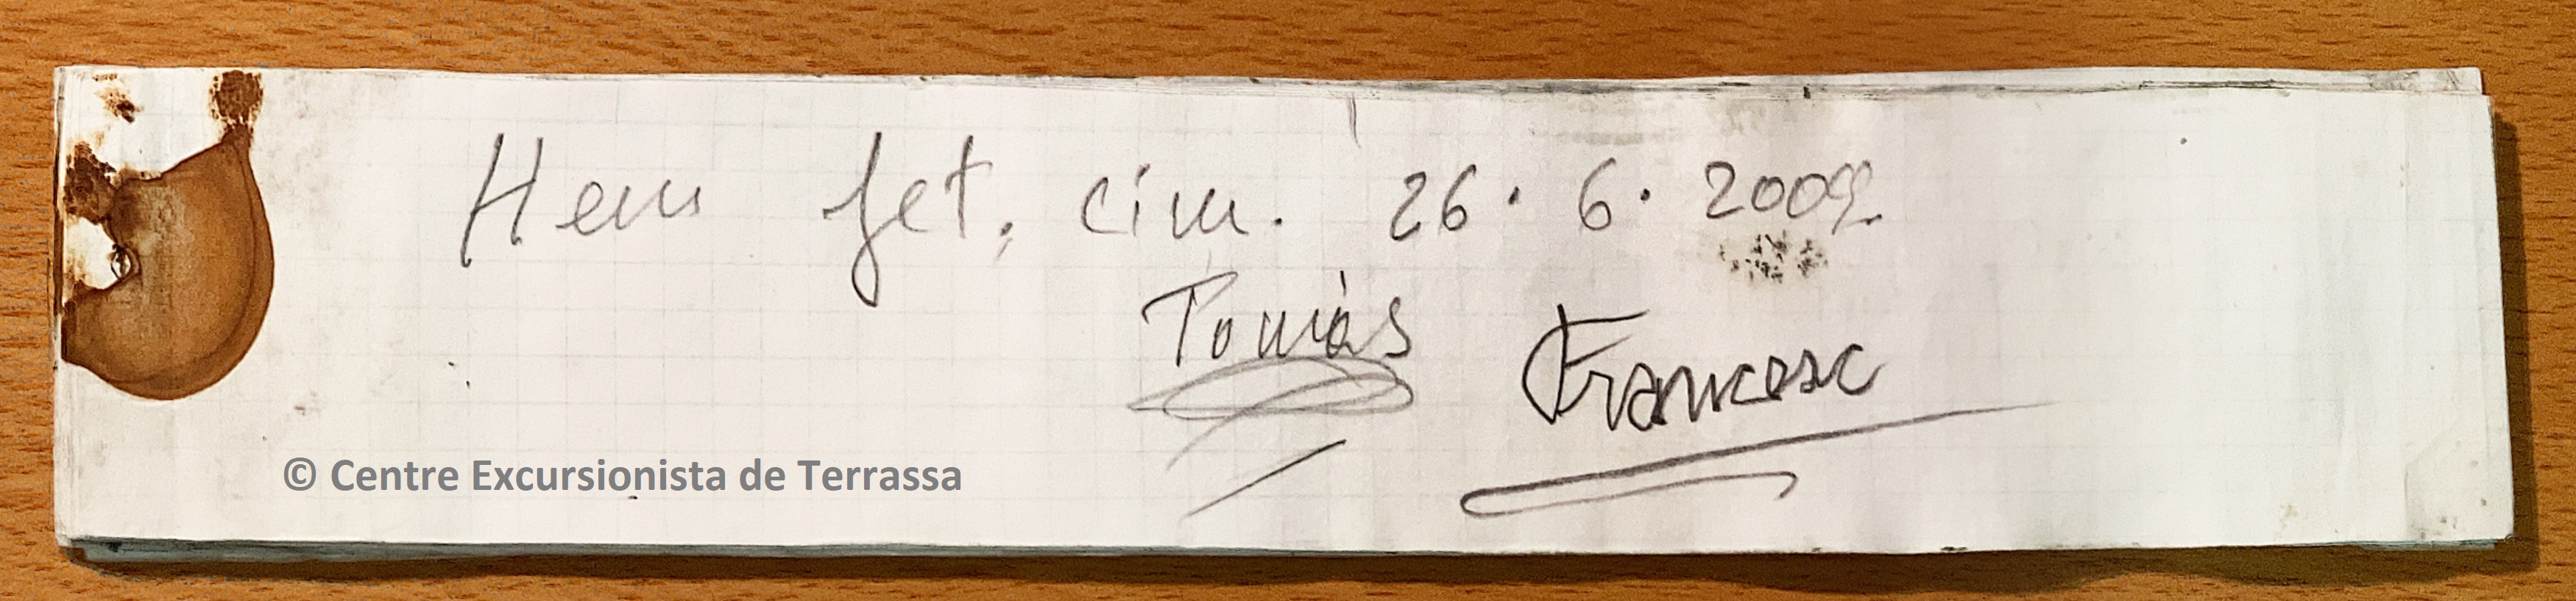 Hem fet. cim. 26. 6. 2009.
Tomàs Francesc
© Centre Excursionista de Terrassa